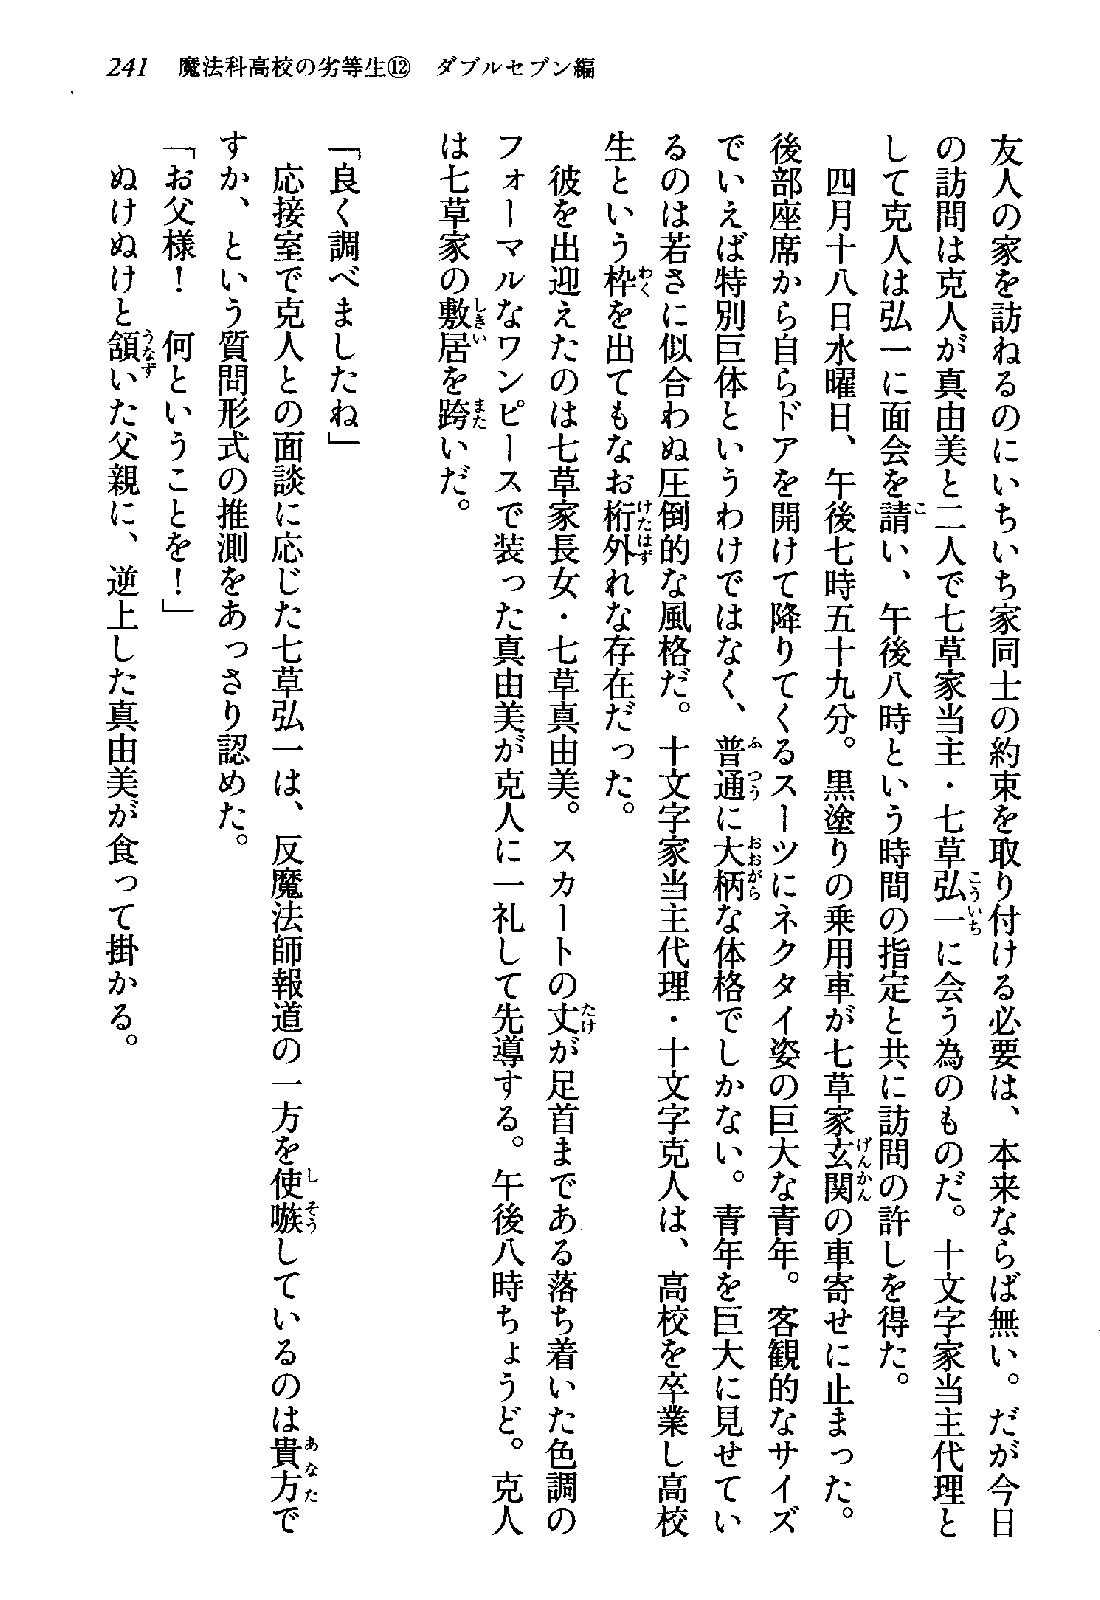 241　魔法科高校の劣等生⑫　ダブルセブン編
友人の家を訪ねるのにいちいち家同士の約束を取り付ける必要は、本来ならば無い。だが今日
の訪問は克人が真由美と二人で七草家当主・七草弘一に会う為のものだ。十文字家当主代理と
して克人は弘一に面会を請い、午後八時という時間の指定と共に訪問の許しを得た。
　四月十八日水曜日、午後七時五十九分。黒塗りの乗用車が七草家玄関の車寄せに止まった。
後部座席から自らドアを開けて降りてくるスーツにネクタイ姿の巨大な青年。客観的なサイズ
でいえば特別巨体というわけではなく、普通に大柄な体格でしかない。青年を巨大に見せてい
るのは若さに似合わぬ圧倒的な風格だ。十文字家当主代理・十文字克人は、高校を卒業し高校
生という枠を出てもなお桁外れな存在だった。
　彼を出迎えたのは七草家長女・七草真由美。スカートの丈が足首まである落ち着いた色調の
フォーマルなワンピースで装った真由美が克人に一礼して先導する。午後八時ちょうど。克人
は七草家の敷居を跨いだ。
「良く調べましたね」
　応接室で克人との面談に応じた七草弘一は、反魔法師報道の一方を使嗾しているのは貴方で
すか、という質問形式の推測をあっさり認めた。
「お父様！　何ということを！」
　ぬけぬけと頷いた父親に、逆上した真由美が食って掛かる。